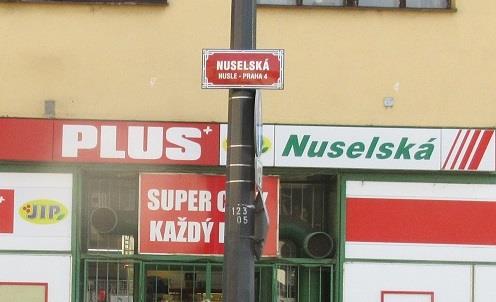 NUSELSKÁ
NUSLE - PRAHA 4
PLUS+
Nuselská
JIP
SUPER
KAŽDÝ
123
05